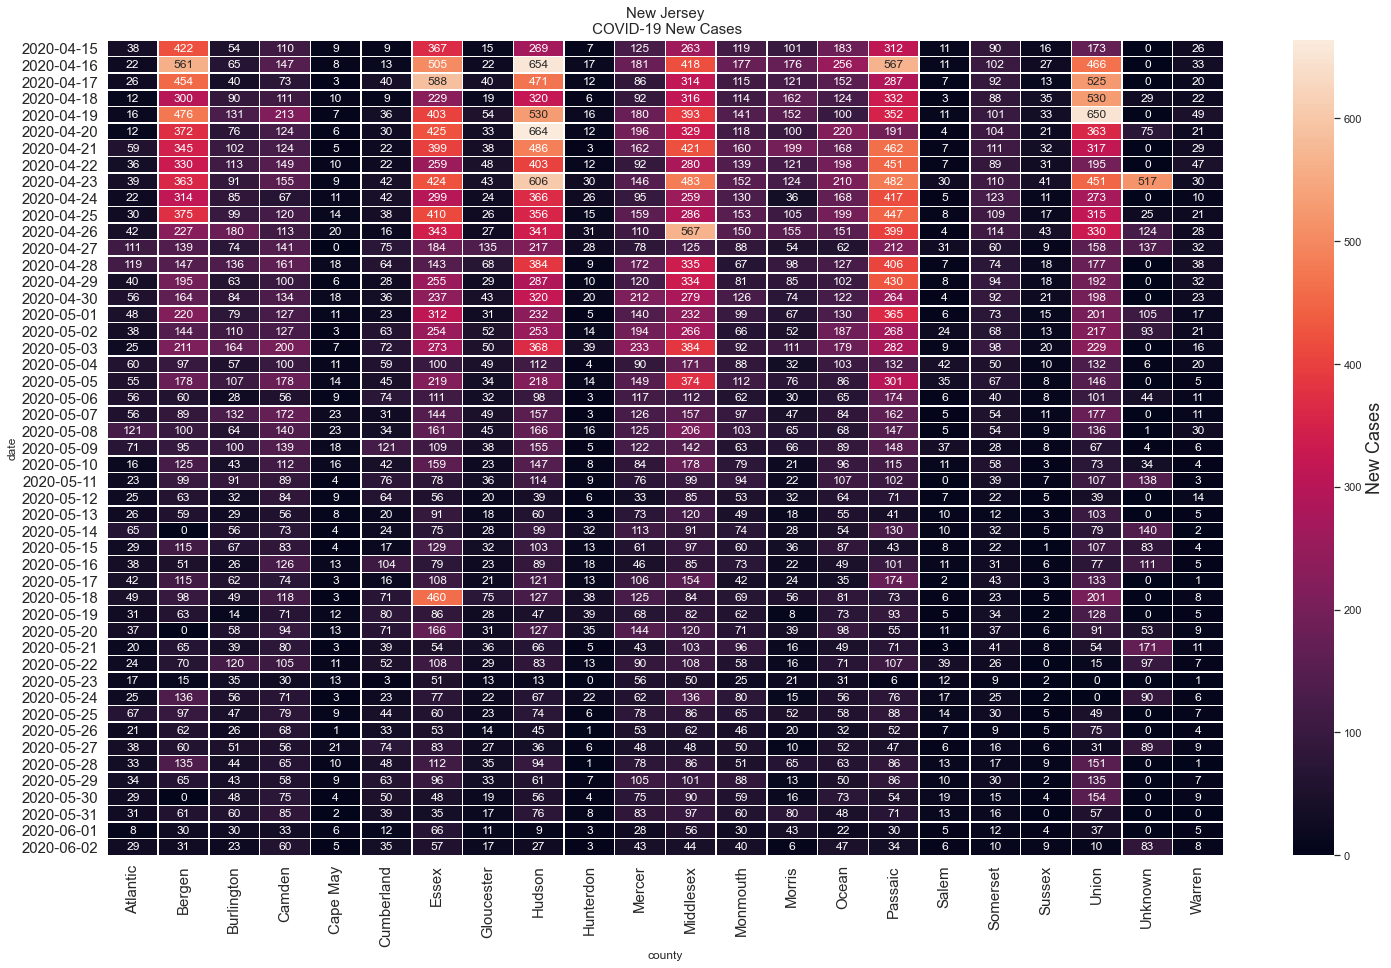 New Jersey
COVID-19 New Cases
2020-04-15 38 422 54 110 9 9 367 15 269 7 125 263 119 101 183 312 11 90 16 173 0 26
2020-04-16 22 561 65 147 8 13 505 22 654 17 181 418 177 176 256 567 11 102 27 466 0 33
2020-04-17 26 454 40 73 3 40 588 40 471 12 86 314 115 121 152 287 7 92 13 525 0 20
2020-04-18 12 300 90 111 10 9 229 19 320 6 92 316 114 162 124 332 3 88 35 530 29 22
2020-04-19 16 476 131 213 7 36 403 54 530 16 180 393 141 152 100 352 11 101 33 650 0 49
2020-04-20 12 372 76 124 6 30 425 33 664 12 196 329 118 100 220 191 4 104 21 363 75 21
2020-04-21 59 345 102 124 5 22 399 38 486 3 162 421 160 199 168 462 7 111 32 317 0 29
2020-04-22 36 330 113 149 10 22 259 48 403 12 92 280 139 121 198 451 7 89 31 195 0 47
2020-04-23 39 363 91 155 9 42 424 43 606 30 146 483 152 124 210 482 30 110 41 451 517 30
2020-04-24 22 314 85 67 11 42 299 24 366 26 95 259 130 36 168 417 5 123 11 273 0 10
2020-04-25 30 375 99 120 14 38 410 26 356 15 159 286 153 105 199 447 8 109 17 315 25 21
2020-04-26 42 227 180 113 20 16 343 27 341 31 110 567 150 155 151 399 4 114 43 330 124 28
2020-04-27 111 139 74 141 0 75 184 135 217 28 78 125 88 54 62 212 31 60 9 158 137 32
2020-04-28 119 147 136 161 18 64 143 68 384 9 172 335 67 98 127 406 7 74 18 177 0 38
2020-04-29 40 195 63 100 6 28 255 29 287 10 120 334 81 85 102 430 8 94 18 192 0 32
2020-04-30 56 164 84 134 18 36 237 43 320 20 212 279 126 74 122 264 4 92 21 198 0 23
2020-05-01 48 220 79 127 11 23 312 31 232 5 140 232 99 67 130 365 6 73 15 201 105 17
2020-05-02 38 144 110 127 3 63 254 52 253 14 194 266 66 52 187 268 24 68 13 217 93 21
2020-05-03 25 211 164 200 7 72 273 50 368 39 233 384 92 111 179 282 9 98 20 229 0 16
2020-05-04 60 97 57 100 11 59 100 49 112 4 90 171 88 32 103 132 42 50 10 132 6 20
2020-05-05 55 178 107 178 14 45 219 34 218 14 149 374 112 76 86 301 35 67 8 146 0 5
2020-05-06 56 60 28 56 9 74 111 32 98 3 117 112 62 30 65 174 6 40 8 101 44 11
2020-05-07 56 89 132 172 23 31 144 49 157 3 126 157 97 47 84 162 5 54 11 177 0 11
2020-05-08 121 100 64 140 23 34 161 45 166 16 125 206 103 65 68 147 5 54 9 136 1 30
2020-05-09 71 95 100 139 18 121 109 38 155 5 122 142 63 66 89 148 37 28 8 67 4 6
2020-05-10 16 125 43 112 16 42 159 23 147 8 84 178 79 21 96 115 11 58 3 73 34 4
2020-05-11 23 99 91 89 4 76 78 36 114 9 76 99 94 22 107 102 0 39 7 107 138 3
2020-05-12 25 63 32 84 9 64 56 20 39 6 33 85 53 32 64 71 7 22 5 39 0 14
2020-05-13 26 59 29 56 8 20 91 18 60 3 73 120 49 18 55 41 8 12 3 103 0 5
2020-05-14 65 0 56 73 4 24 75 28 99 32 113 91 74 28 54 130 10 32 5 79 140 2
2020-05-15 29 115 67 83 4 17 129 32 103 13 61 97 60 36 87 43 8 22 1 107 83 4
2020-05-16 38 51 26 126 13 104 79 23 89 18 46 85 73 22 49 101 11 31 6 77 111 5
2020-05-17 42 115 62 74 3 16 108 21 121 13 106 154 42 24 35 174 2 43 3 133 0 1
2020-05-18 49 98 49 118 3 71 460 75 127 38 125 84 69 56 81 73 6 23 5 201 0 8
2020-05-19 31 63 14 71 12 80 86 28 47 39 68 82 62 8 73 93 5 34 2 128 0 5
2020-05-20 37 0 58 94 13 71 166 31 127 35 144 120 71 39 98 55 11 37 6 91 53 9
2020-05-21 20 65 39 80 3 39 54 36 66 5 43 103 96 16 49 71 3 41 8 54 171 11
2020-05-22 24 70 120 105 11 52 108 29 83 13 90 108 58 16 71 107 39 26 0 15 97 7
2020-05-23 17 15 35 30 13 3 51 13 13 0 56 50 25 21 31 6 12 9 2 0 0 1
2020-05-24 25 136 56 71 3 23 77 22 67 22 62 136 80 15 56 76 17 25 2 0 90 6
2020-05-25 67 97 47 79 9 44 60 23 74 6 78 86 65 52 58 88 14 30 5 49 0 7
2020-05-26 21 62 26 68 1 33 53 14 45 1 53 62 46 20 32 52 7 9 5 75 0 4
2020-05-27 38 60 51 56 21 74 83 27 36 6 48 48 50 10 52 47 6 16 6 31 89 9
2020-05-28 33 135 44 65 10 48 112 35 94 1 78 86 51 65 63 86 13 17 9 151 0 1
2020-05-29 34 65 43 58 9 63 96 33 61 7 105 101 88 13 50 86 10 30 2 135 0 7
2020-05-30 29 0 48 75 4 50 48 19 56 4 75 90 59 16 73 54 19 15 4 154 0 9
2020-05-31 31 61 60 85 2 39 35 17 76 8 83 97 60 80 48 71 13 16 0 57 0 0
2020-06-01 8 30 30 33 6 12 66 11 9 3 56 56 30 43 22 30 5 12 4 37 0 5
2020-06-02 29 31 23 60 5 35 57 17 27 3 43 44 40 6 47 34 6 10 9 10 83 8
Atlantic Bergen Burlington Camden Cape May Cumberland Essex Gloucester Hudson Hunterdon Mercer Middlesex Monmouth Morris Ocean Passaic Salem Somerset Sussex Union Unknown Warren
county
date
600
500
400
300
200
100
0
New Cases